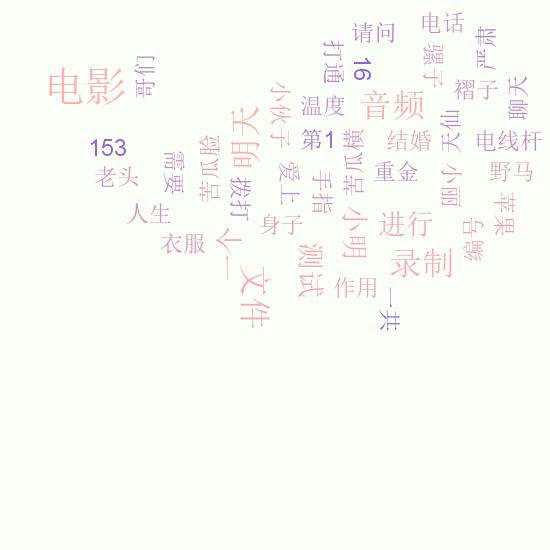 请问
电话
严肃
打通
16
骡子
哥们
电影
褶子
聊天
小伙子
温度
音频
天仙
153
明天
第1
结婚
电线杆
需要
苦瓜脸
苦瓜横
老头
爱上
手指
重金
小丽
野马
拨打
人生
身子
小明
进行
编号
苹果
衣服
一个
测试
录制
文件
作用
一共